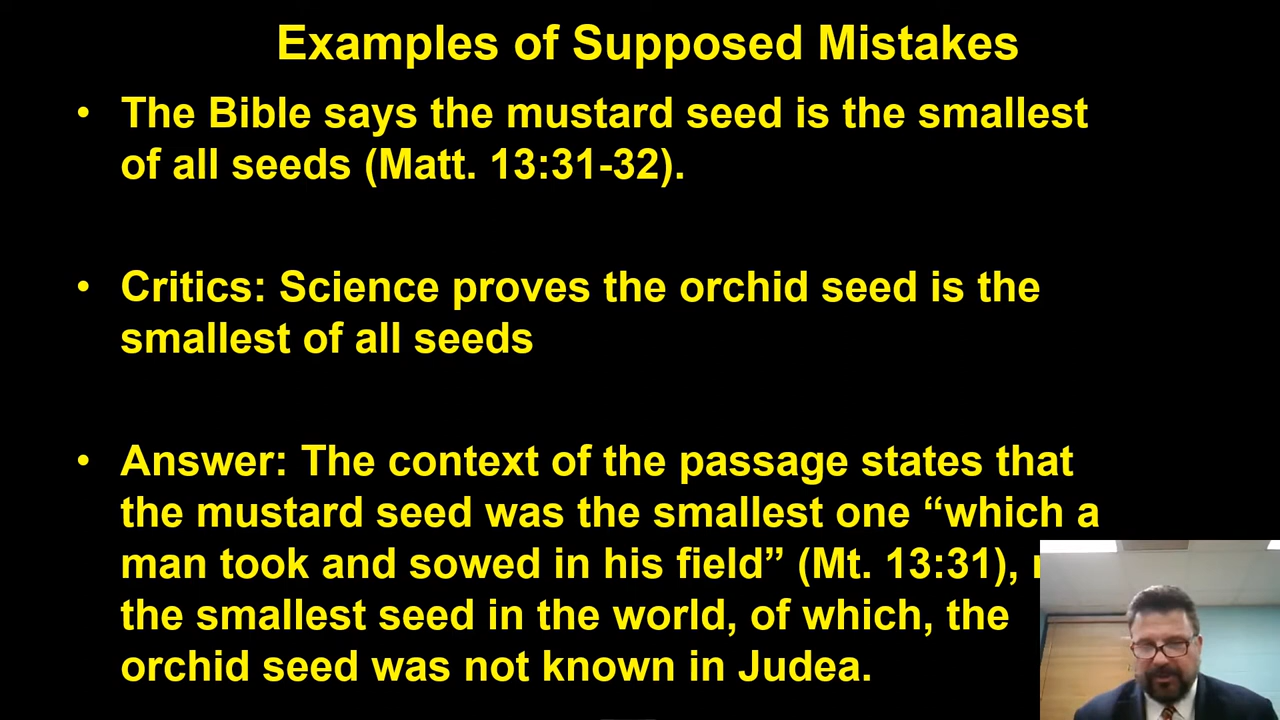 Examples of Supposed Mistakes
• The Bible says the mustard seed is the smallest
of all seeds (Matt. 13:31-32).
• Critics: Science proves the orchid seed is the
smallest of all seeds
• Answer: The context of the passage states that
the mustard seed was the smallest one “which a
man took and sowed in his field” (Mt. 13:31),
the smallest seed in the world, of which, the
orchid seed was not known in Judea.